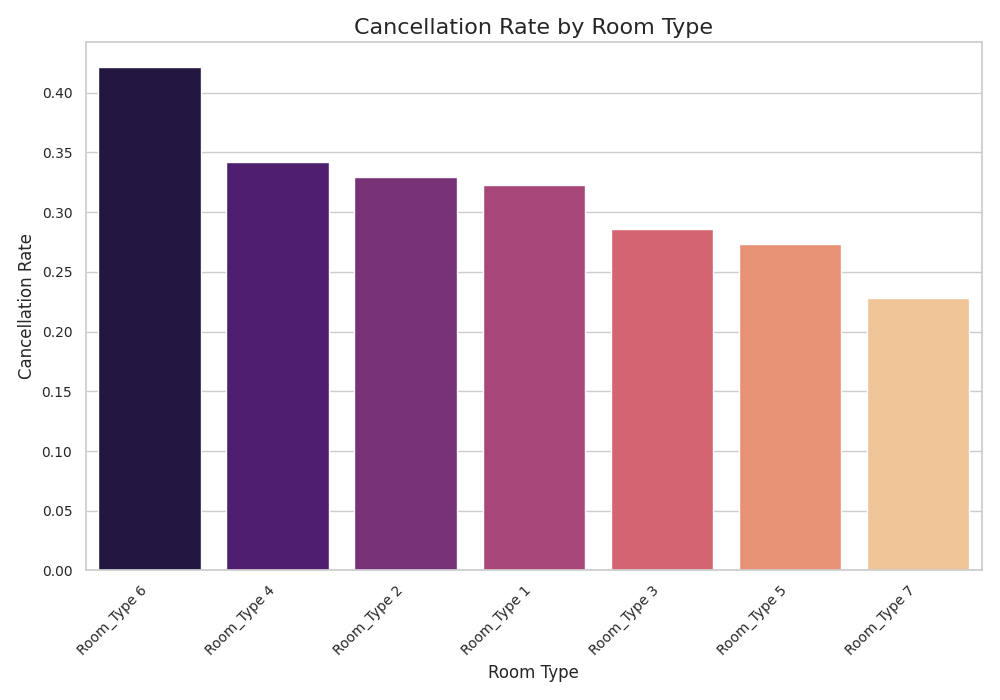 Cancellation Rate by Room Type
Cancellation Rate
0.40
0.35
0.30
0.25
0.20
0.15
0.10
0.05
0.00
Room_Type 6
Room_Type 4
Room_Type 2
Room_Type 1
Room_Type 3
Room_Type 5
Room_Type 7
Room Type